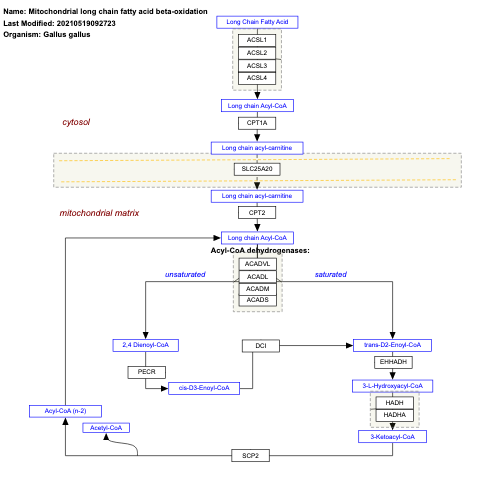 Name: Mitochondrial long chain fatty acid beta-oxidation
Last Modified: 20210519092723
Organism: Gallus gallus
Long Chain Fatty Acid
ACSL1
ACSL2
ACSL3
ACSL4
Long chain Acyl-CoA
CPT1A
cytosol
Long chain acyl-carnitine
SLC25A20
Long chain acyl-carnitine
CPT2
mitochondrial matrix
Long chain Acyl-CoA
Acyl-CoA dehydrogenases:
ACADVL
ACADL
ACADM
ACADS
unsaturated
saturated
2,4 Dienoyl-CoA
DCI
trans-D2-Enoyl-CoA
PECR
EHHADH
cis-D3-Enoyl-CoA
3-L-Hydroxyacyl-CoA
HADH
HADHA
Acyl-CoA (n-2)
Acetyl-CoA
3-Ketoacyl-CoA
SCP2